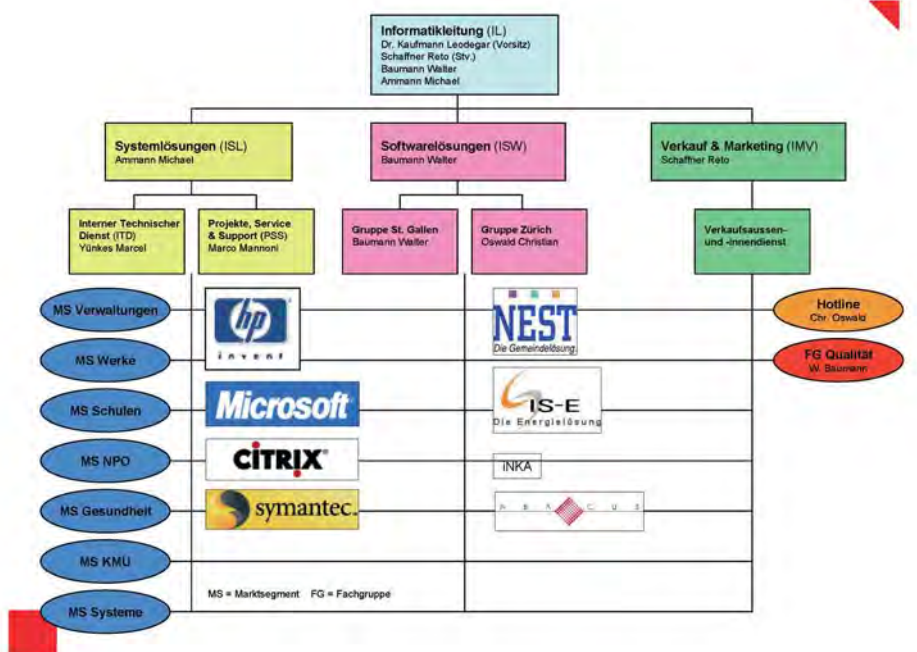 Informatikleitung (IL)
Dr. Kaufmann Leodegar (Vorsitz)
Schaffner Reto (Stv.)
Baumann Walter
Ammann Michael
Systemlösungen (ISL)
Ammann Michael
Softwarelösungen (ISW)
Baumann Walter
Verkauf & Marketing (IMV)
Schaffner Reto
Interner Technischer
Dienst (ITD)
Yünkes Marcel
Projekte, Service
& Support (PSS)
Marco Mannoni
Gruppe St. Gallen
Baumann Walter
Gruppe Zürich
Oswald Christian
Verkaufsaussen-
und -innendienst
MS Verwaltungen
hp
invent
NEST
Die Gemeindelösung
Hotline
Chr. Oswald
MS Werke
FG Qualität
W. Baumann
MS Schulen
Microsoft
IS-E
Die Energielösung
MS NPO
CITRIX
iNKA
MS Gesundheit
symantec.
ABACUS
MS KMU
MS Systeme
MS = Marktsegment FG = Fachgruppe